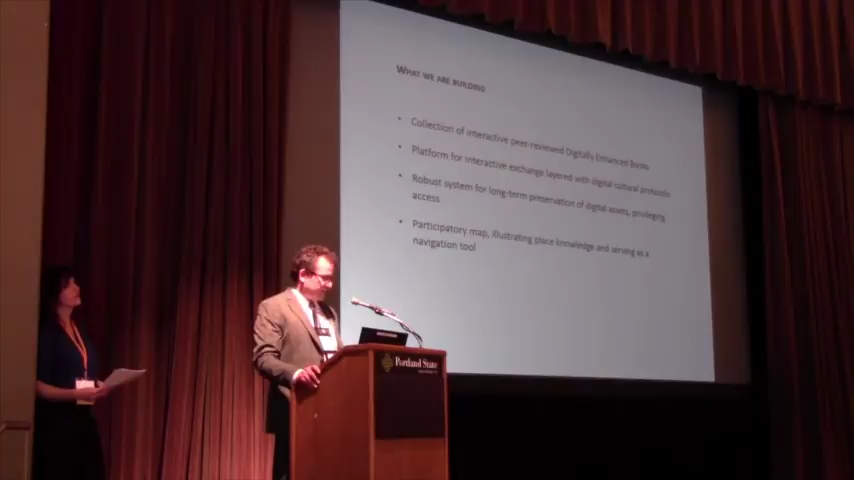 WHAT WE ARE BUILDING
• Collection of interactive peer-reviewed Digitally Enhanced Books
• Platform for interactive exchange layered with digital cultural protocols
• Robust system for long-term preservation of digital assets, privileging
access
• Participatory map, illustrating place knowledge and serving as a
navigation tool
Portland State